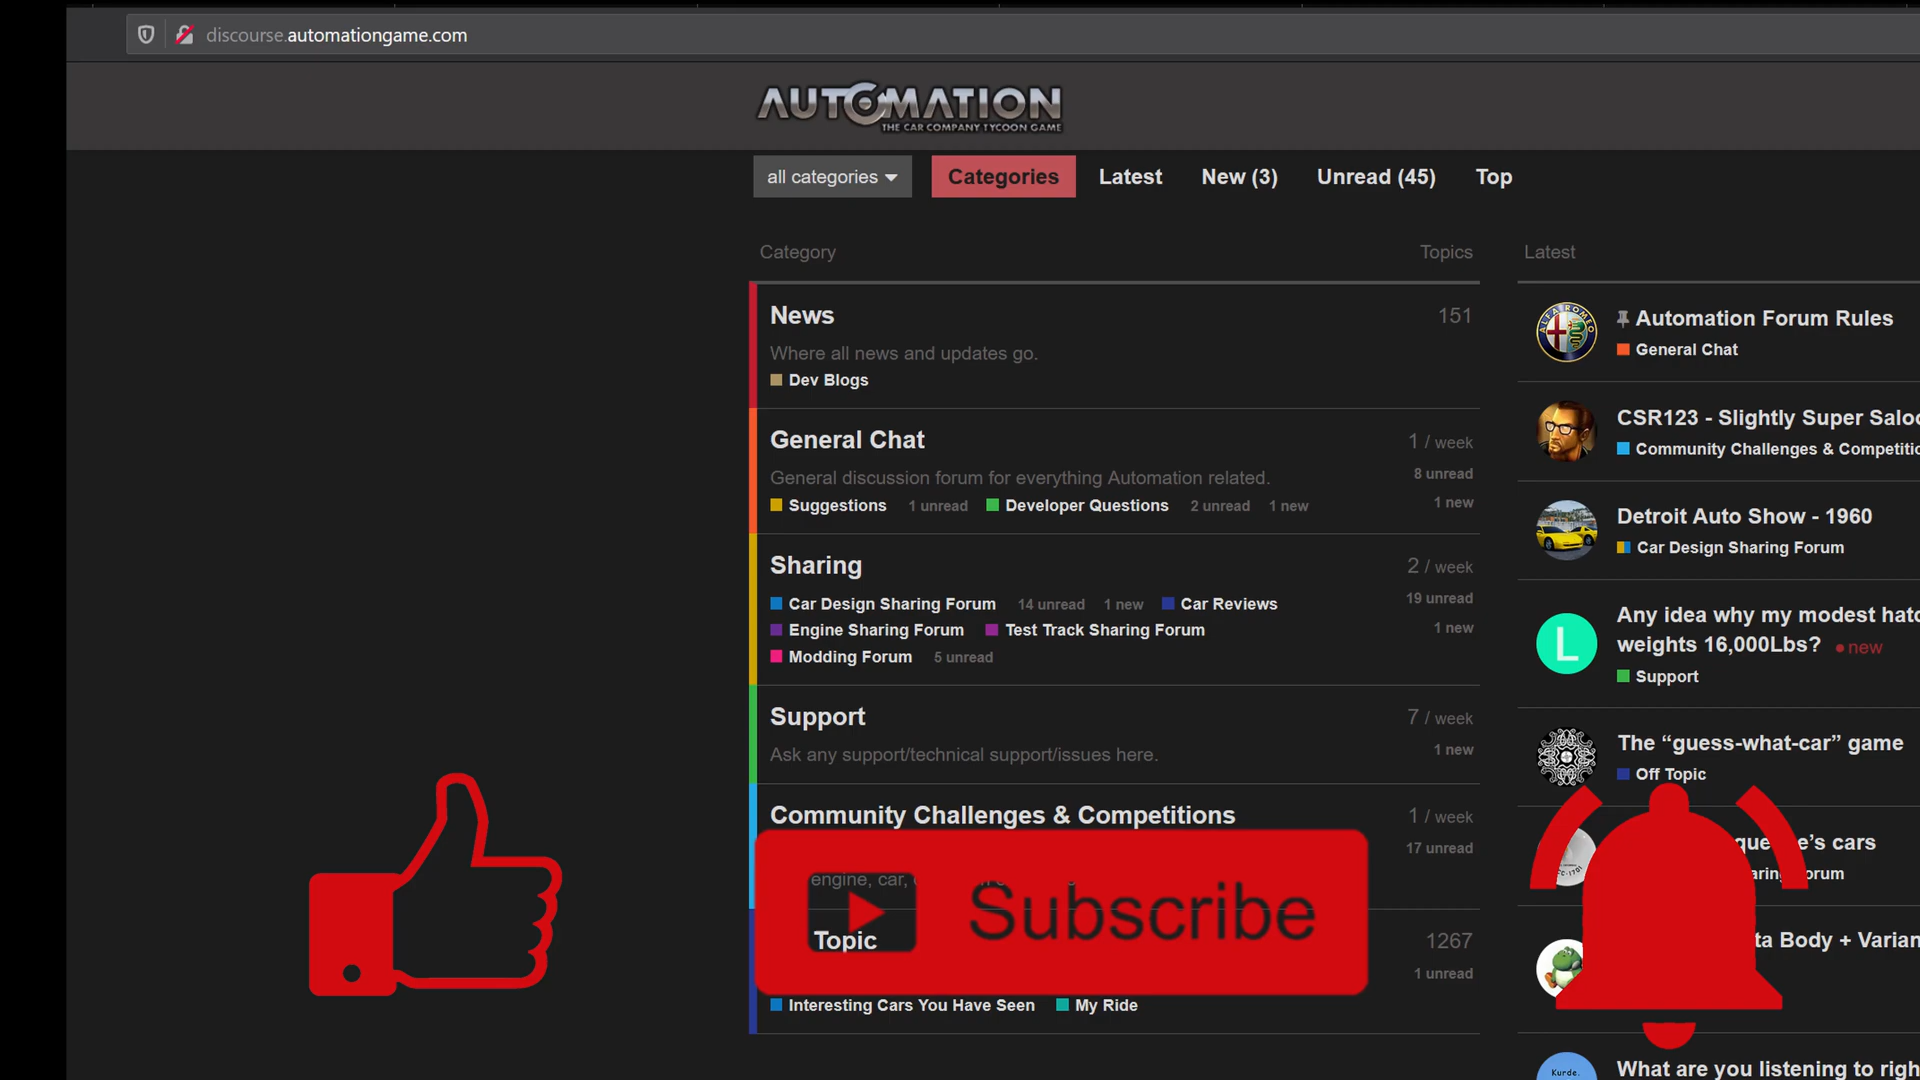 discourse.automationgame.com
AUTOMATION
THE CAR COMPANY TYCOON GAME
all categories
Categories
Latest
New (3)
Unread (45)
Top
Category
Topics
News
151
Where all news and updates go.
Dev Blogs
General Chat
1 / week
General discussion forum for everything Automation related.
8 unread
Suggestions 1 unread Developer Questions 2 unread 1 new
1 new
Sharing
2 / week
Car Design Sharing Forum 14 unread 1 new Car Reviews
19 unread
Engine Sharing Forum Test Track Sharing Forum
1 new
Modding Forum 5 unread
Support
7 / week
Ask any support/technical support/issues here.
1 new
Community Challenges & Competitions
1 / week
17 unread
engine, car,
Subscribe
Topic
1267
1 unread
Interesting Cars You Have Seen My Ride
Latest
Automation Forum Rules
General Chat
CSR123 - Slightly Super Saloo
Community Challenges & Competitio
Detroit Auto Show - 1960
Car Design Sharing Forum
Any idea why my modest hatc
weights 16,000Lbs? new
Support
L
The “guess-what-car” game
Off Topic
's cars
orum
ta Body + Varian
What are you listening to righ
Kurde.